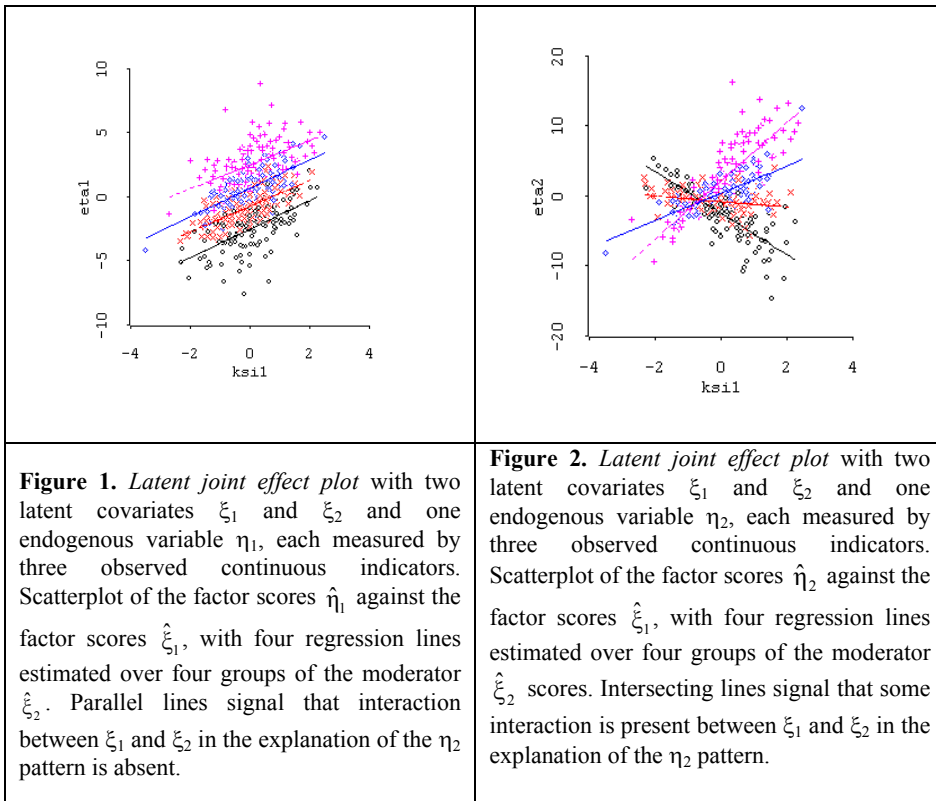 10
5
0
-5
-10
eta1
-4 -2 0 2 4
ksi1
20
10
0
-10
-20
eta2
-4 -2 0 2 4
ksi1
Figure 1. Latent joint effect plot with two
latent covariates ξ₁ and ξ₂ and one
endogenous variable η₁, each measured by
three observed continuous indicators.
Scatterplot of the factor scores η̂₁ against the
factor scores ξ̂₁, with four regression lines
estimated over four groups of the moderator
ξ̂₂. Parallel lines signal that interaction
between ξ₁ and ξ₂ in the explanation of the η₂
pattern is absent.
Figure 2. Latent joint effect plot with two
latent covariates ξ₁ and ξ₂ and one
endogenous variable η₂, each measured by
three observed continuous indicators.
Scatterplot of the factor scores η̂₂ against the
factor scores ξ̂₁, with four regression lines
estimated over four groups of the moderator
ξ̂₂ scores. Intersecting lines signal that some
interaction is present between ξ₁ and ξ₂ in the
explanation of the η₂ pattern.